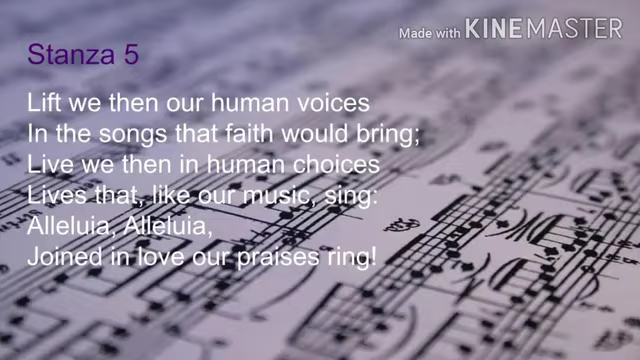 Made with KINEMASTER
Stanza 5
Lift we then our human voices
In the songs that faith would bring;
Live we then in human choices
Lives that, like our music, sing:
Alleluia, Alleluia,
Joined in love our praises ring!